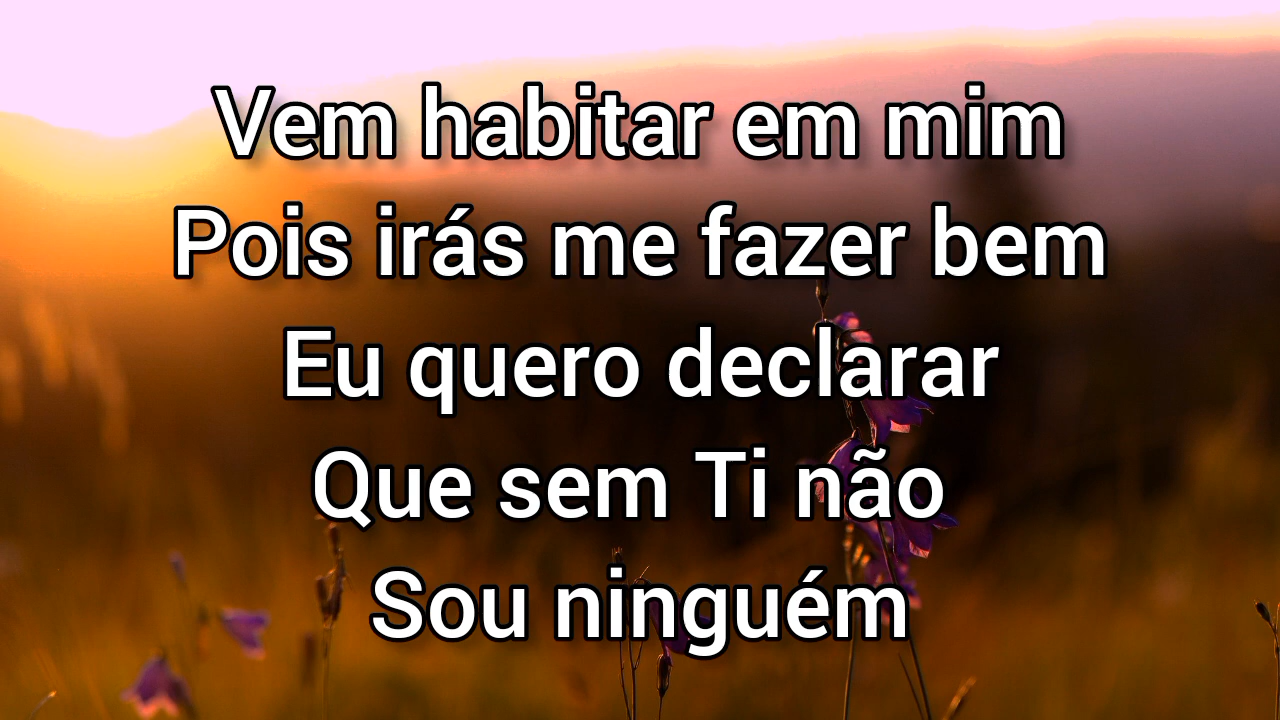 Vem habitar em mim
Pois irás me fazer bem
Eu quero declarar
Que sem Ti não
Sou ninguém